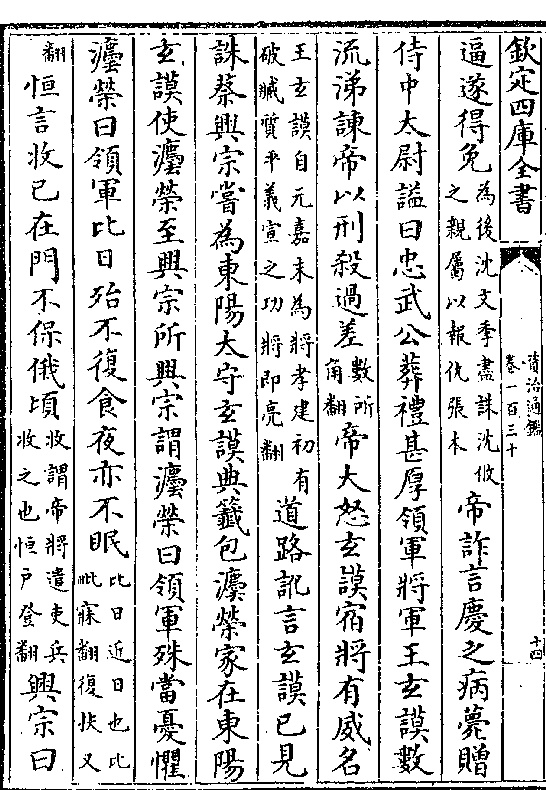 欽定四庫全書
資治通鑑
卷一百三十
十四
逼遂得免為後沈文季盡誅沈攸之親屬以報仇張本帝詐言慶之病薨贈
侍中太尉諡曰忠武公葬禮甚厚領軍將軍王玄謨數
流涕諫帝以刑殺過差數所角翻帝大怒玄謨宿將有威名
王玄謨自元嘉末為將孝建初有破臧質平義宣之功將即亮翻道路訛言玄謨已見
誅蔡興宗嘗為東陽太守玄謨典籖包灋榮家在東陽
玄謨使灋榮至興宗所興宗謂灋榮曰領軍殊當憂懼
灋榮曰領軍比日殆不復食夜亦不眠比日近日也比毗寐翻復扶又
翻恒言收已在門不保俄頃收謂帝將遣吏兵收之也恒戶登翻興宗曰